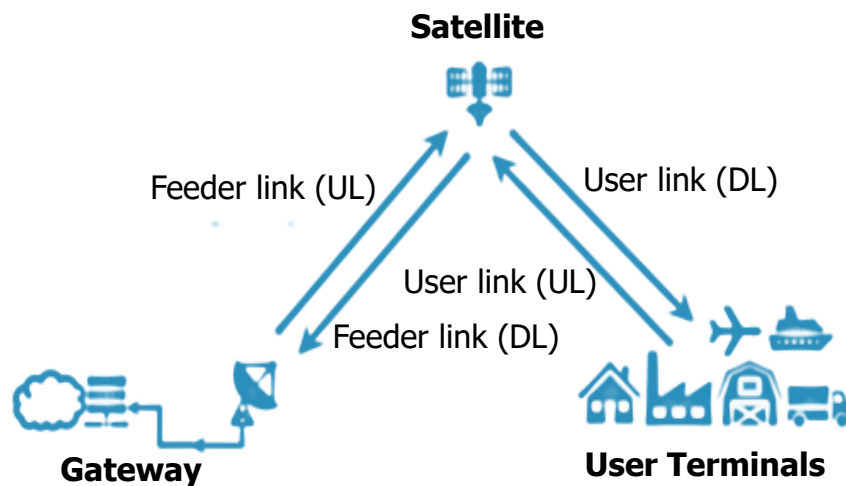 Satellite
Feeder link (UL)
User link (DL)
User link (UL)
Feeder link (DL)
Gateway
User Terminals